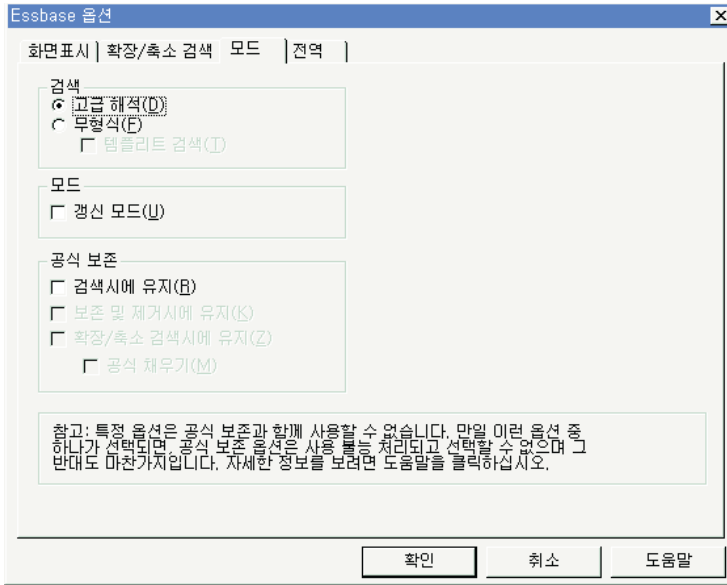 Essbase 옵션
화면표시 확장/축소 검색 모드 전역
검색
고급 해석(D)
무형식(F)
템플리트 검색(T)
모드
갱신 모드(U)
공식 보존
검색시에 유지(R)
보존 및 제거시에 유지(K)
확장/축소 검색시에 유지(Z)
공식 채우기(M)
참고: 특정 옵션은 공식 보존과 함께 사용할 수 없습니다. 만일 이런 옵션 중
하나가 선택되면, 공식 보존 옵션은 사용 불능 처리되고 선택할 수 없으며 그
반대도 마찬가지입니다. 자세한 정보를 보려면 도움말을 클릭하십시오.
확인 취소 도움말